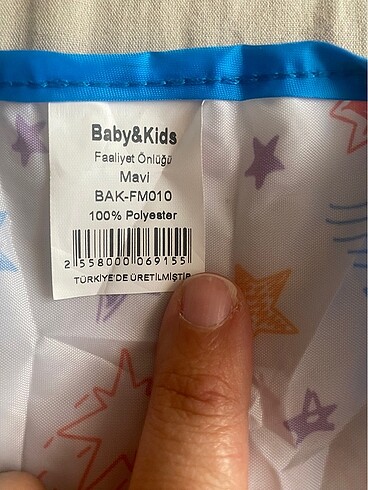 Baby&Kids
Faaliyet Önlüğü
Mavi
BAK-FM010
100% Polyester
2 558000 069155
TÜRKİYE'DE ÜRETİLMİŞTİR